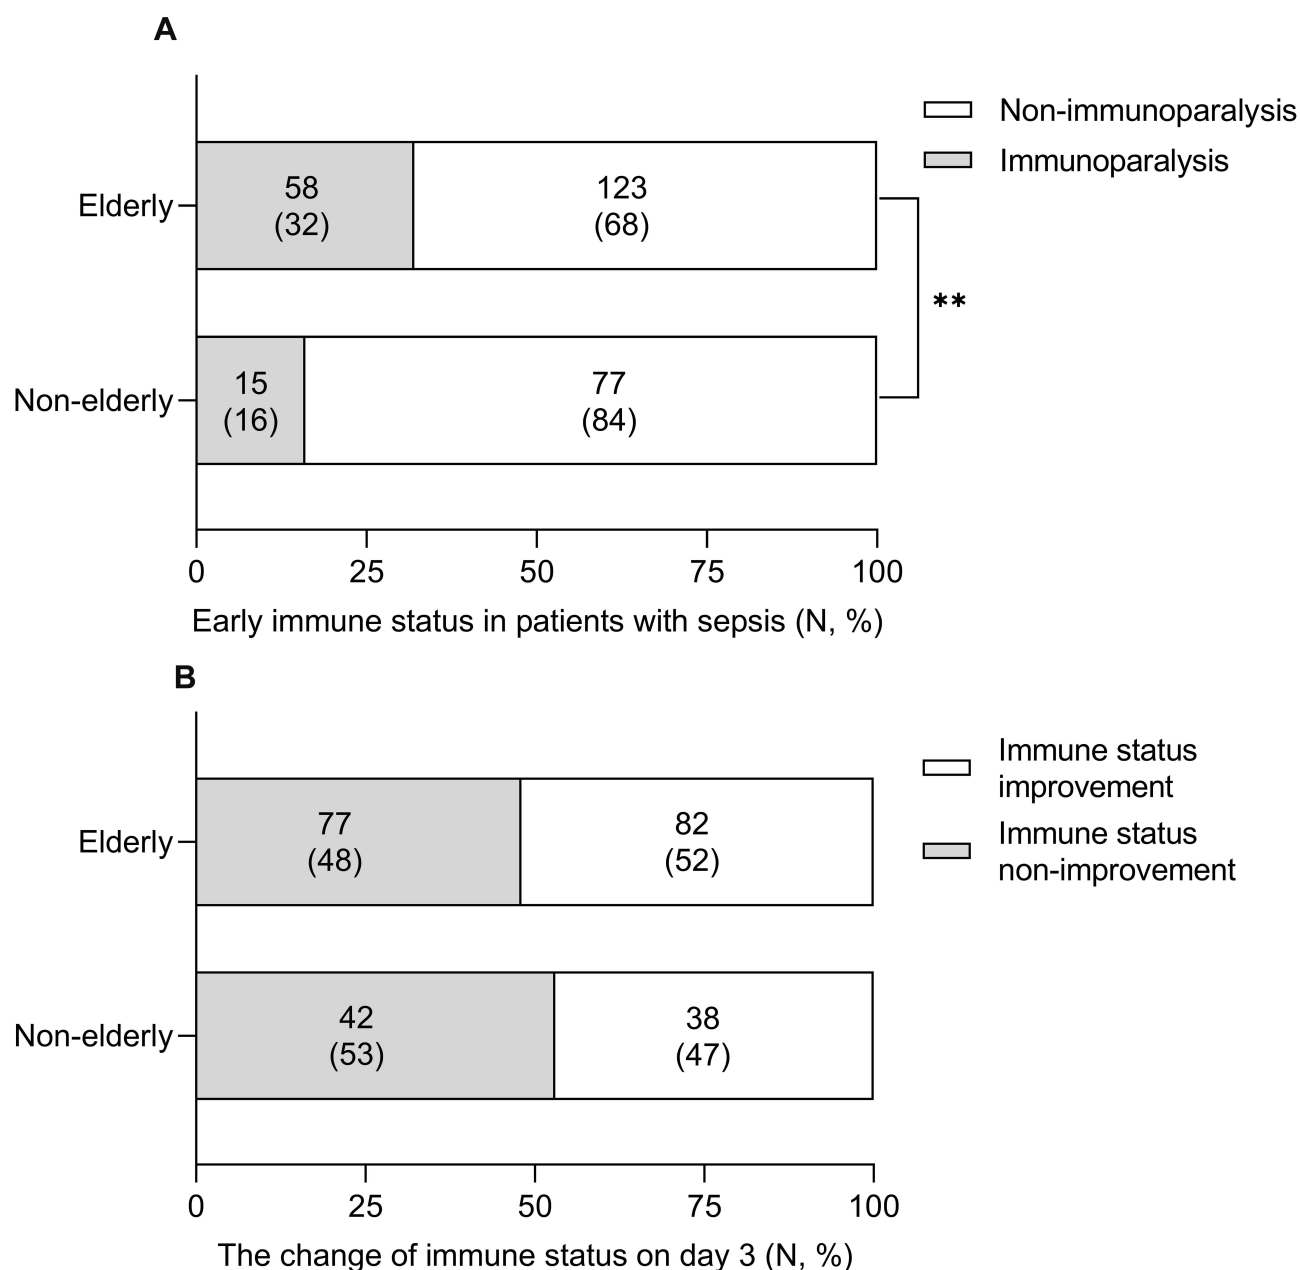 A
Non-immunoparalysis
Immunoparalysis
Elderly
58
(32)
123
(68)
**
Non-elderly
15
(16)
77
(84)
0 25 50 75 100
Early immune status in patients with sepsis (N, %)
B
Immune status
improvement
Immune status
non-improvement
Elderly
77
(48)
82
(52)
Non-elderly
42
(53)
38
(47)
0 25 50 75 100
The change of immune status on day 3 (N, %)